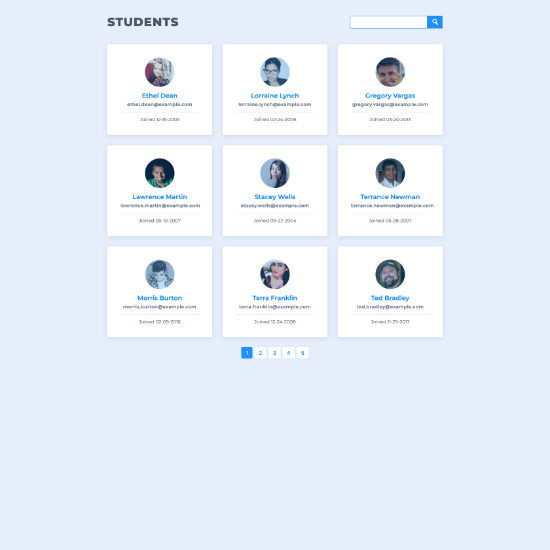 STUDENTS
Ethel Dean
ethel.dean@example.com
Joined 12-15-2005
Lorraine Lynch
lorraine.lynch@example.com
Joined 03-24-2008
Gregory Vargas
gregory.vargas@example.com
Joined 03-20-2013
Lawrence Martin
lawrence.martin@example.com
Joined 06-10-2007
Stacey Wells
stacey.wells@example.com
Joined 09-22-2004
Terrance Newman
terrance.newman@example.com
Joined 06-28-2007
Morris Burton
morris.burton@example.com
Joined 02-09-2016
Terra Franklin
terra.franklin@example.com
Joined 12-24-2008
Ted Bradley
ted.bradley@example.com
Joined 11-25-2017
1 2 3 4 5